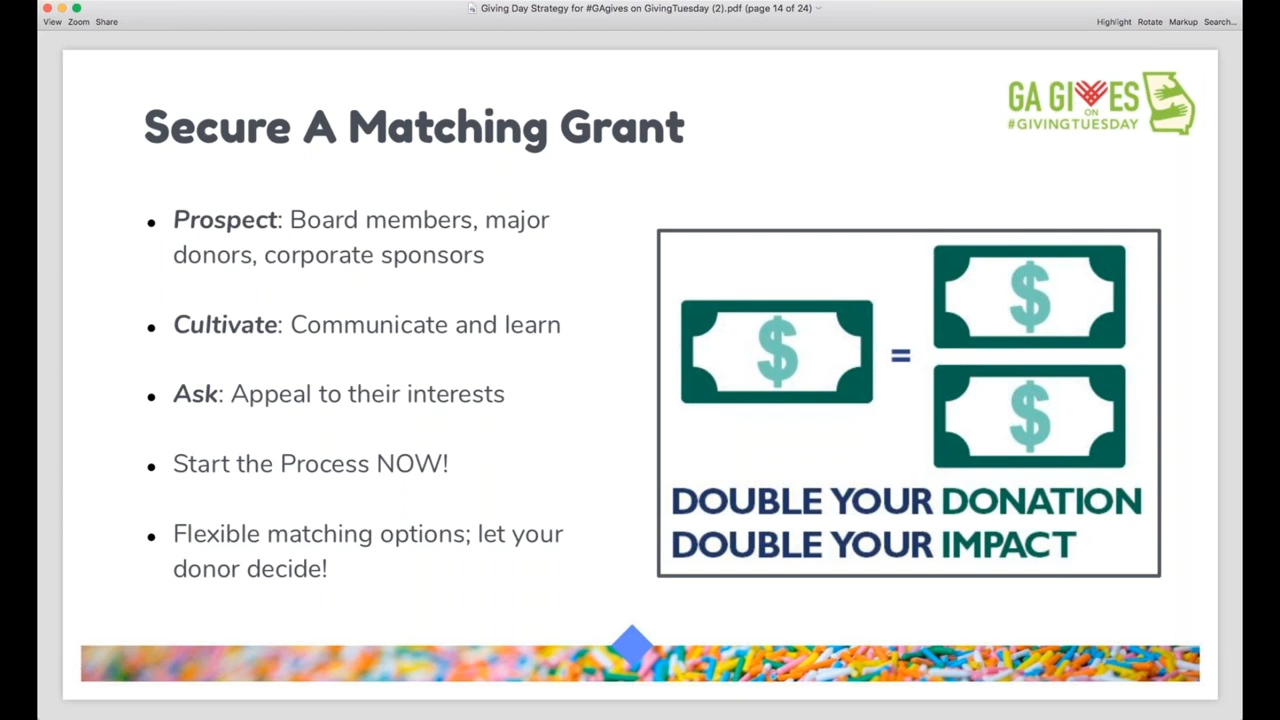 Giving Day Strategy for #GAgives on GivingTuesday (2).pdf (page 14 of 24)
View Zoom Share
Highlight Rotate Markup Search...
GA GIVES
ON
#GIVINGTUESDAY
Secure A Matching Grant
• Prospect: Board members, major
donors, corporate sponsors
• Cultivate: Communicate and learn
• Ask: Appeal to their interests
• Start the Process NOW!
• Flexible matching options; let your
donor decide!
$ = $
$
DOUBLE YOUR DONATION
DOUBLE YOUR IMPACT